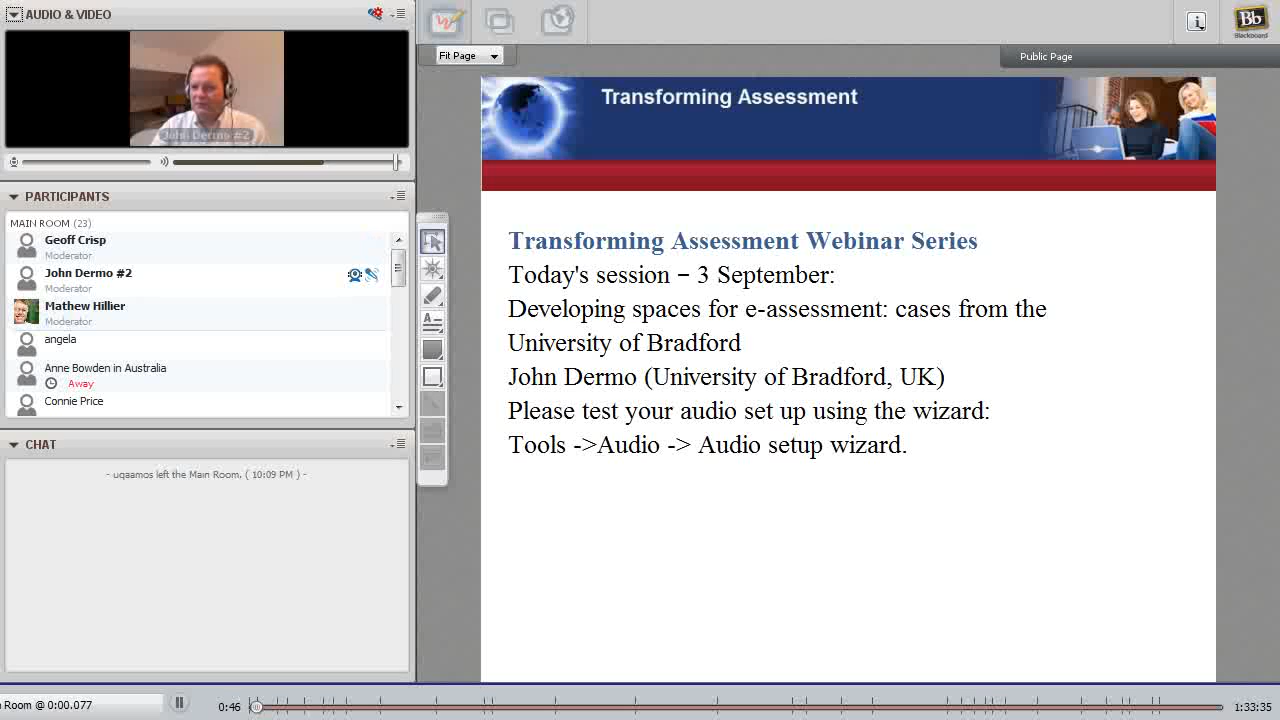 AUDIO & VIDEO
John Dermo #2
PARTICIPANTS
MAIN ROOM (23)
Geoff Crisp
Moderator
John Dermo #2
Moderator
Mathew Hillier
Moderator
angela
Anne Bowden in Australia
Away
Connie Price
CHAT
- uqaamos left the Main Room. ( 10:09 PM ) -
Fit Page
Public Page
Bb
Blackboard
Transforming Assessment
Transforming Assessment Webinar Series
Today's session – 3 September:
Developing spaces for e-assessment: cases from the
University of Bradford
John Dermo (University of Bradford, UK)
Please test your audio set up using the wizard:
Tools ->Audio -> Audio setup wizard.
Room @ 0:00.077
0:46
1:33:35